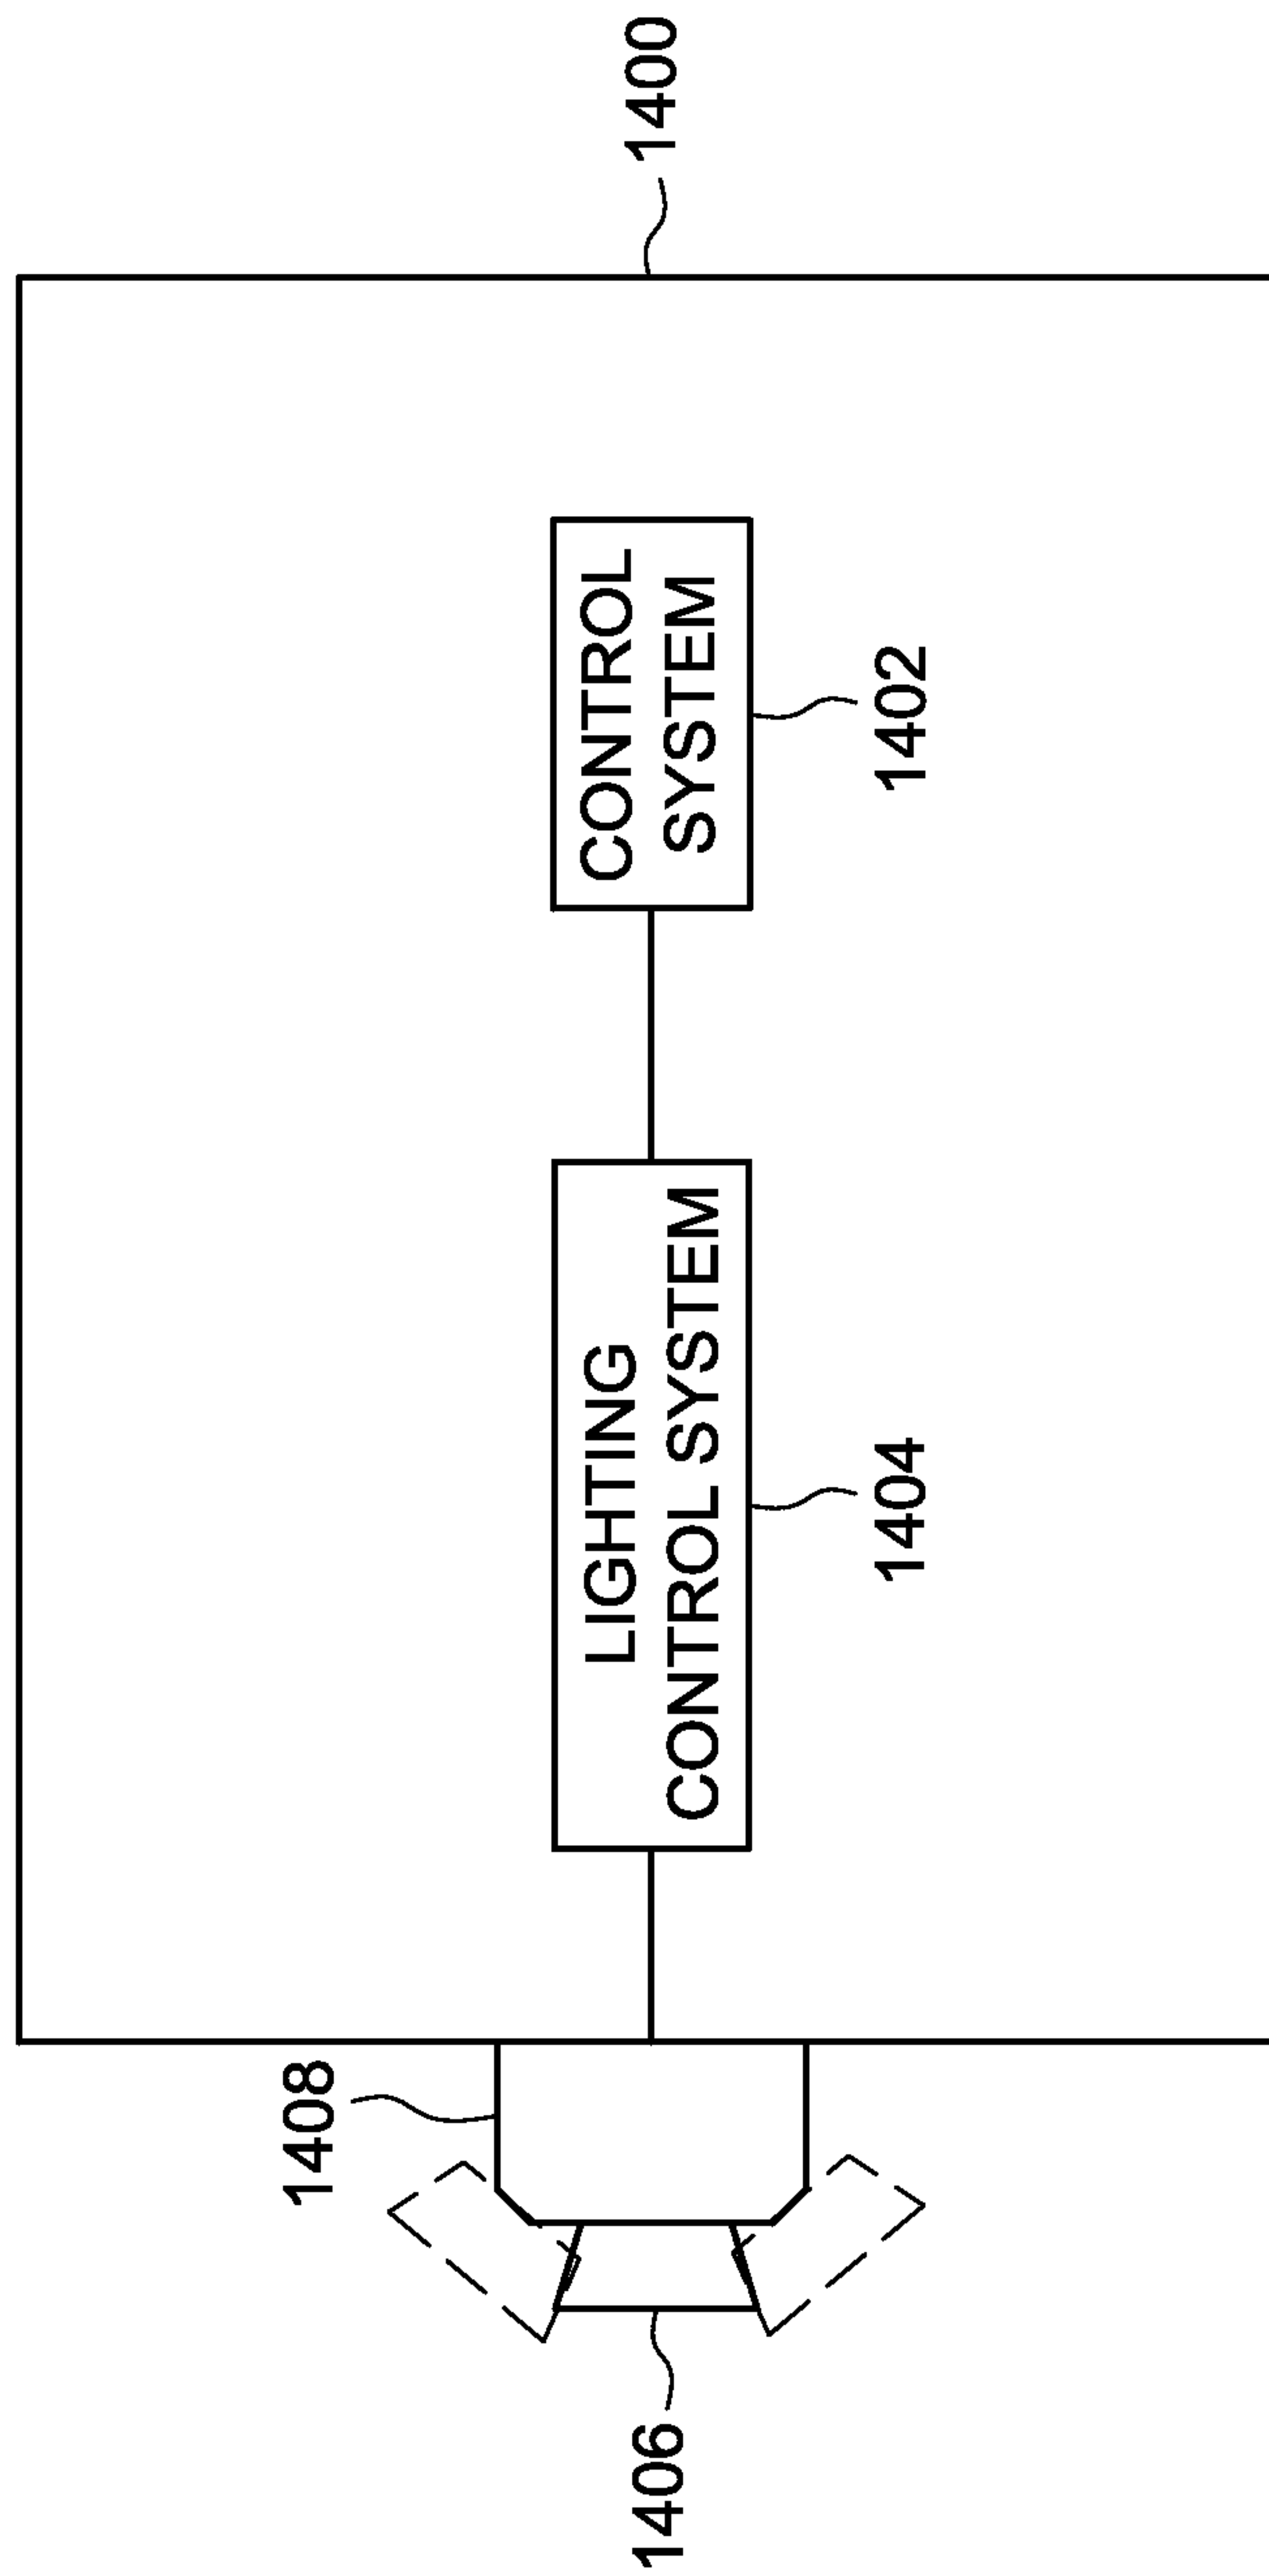 1400
CONTROL
SYSTEM
1402
LIGHTING
CONTROL SYSTEM
1404
1408
1406